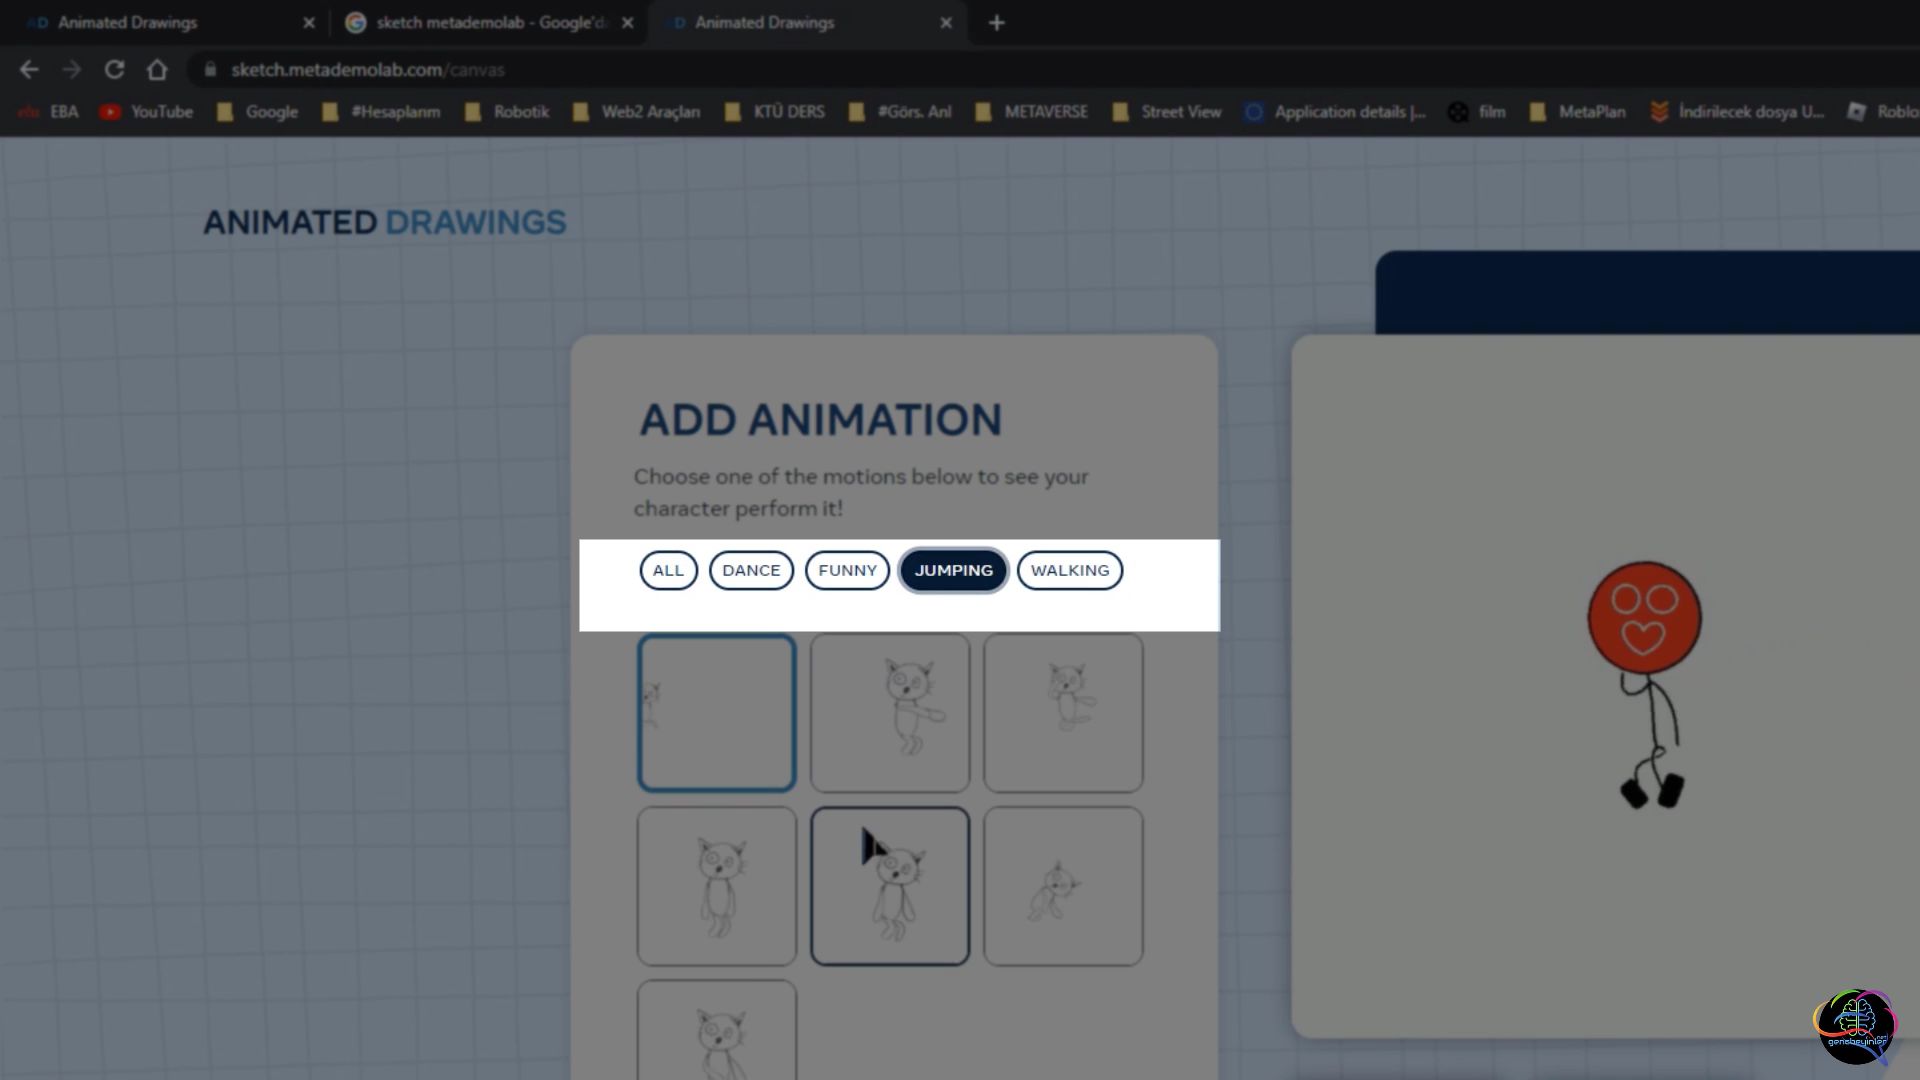 Animated Drawings
sketch metademolab - Google'da
Animated Drawings
sketch.metademolab.com/canvas
EBA
YouTube
Google
#Hesaplarım
Robotik
Web2 Araçları
KTÜ DERS
#Görs. Anl
METAVERSE
Street View
Application details |...
film
MetaPlan
İndirilecek dosya U...
Roblo
ANIMATED DRAWINGS
ADD ANIMATION
Choose one of the motions below to see your
character perform it!
ALL DANCE FUNNY JUMPING WALKING